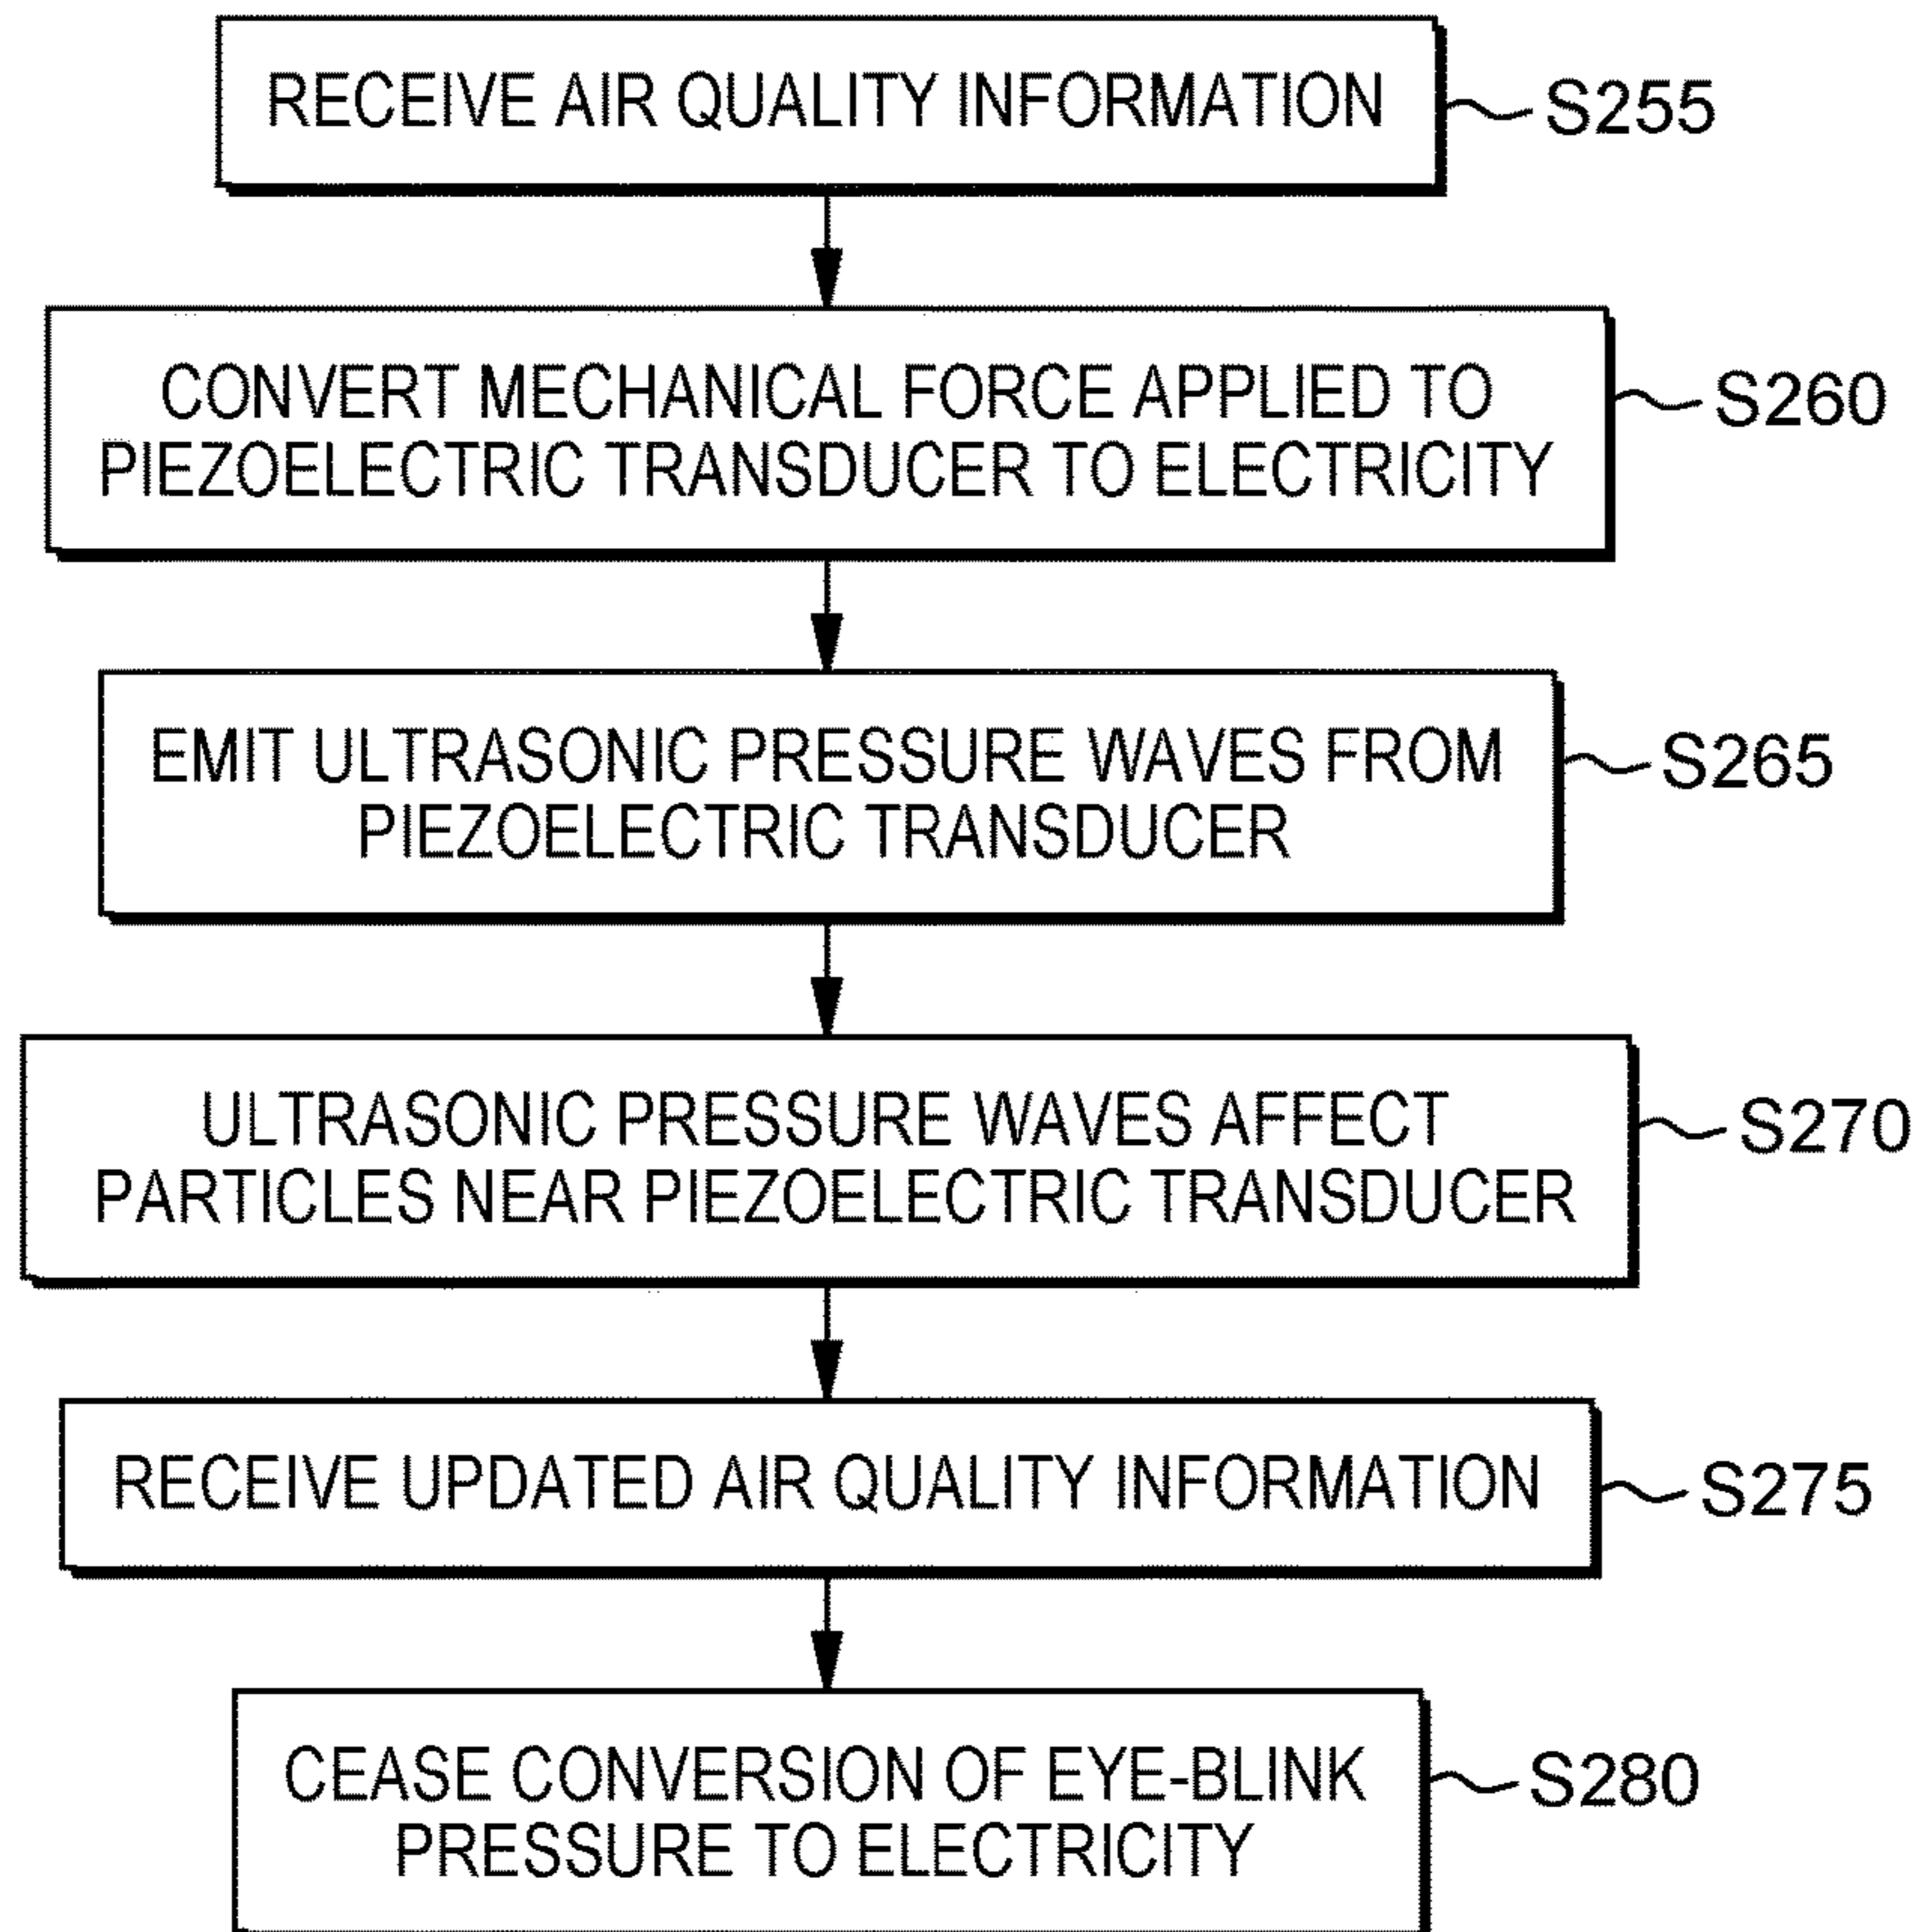 RECEIVE AIR QUALITY INFORMATION
S255
CONVERT MECHANICAL FORCE APPLIED TO
PIEZOELECTRIC TRANSDUCER TO ELECTRICITY
S260
EMIT ULTRASONIC PRESSURE WAVES FROM
PIEZOELECTRIC TRANSDUCER
S265
ULTRASONIC PRESSURE WAVES AFFECT
PARTICLES NEAR PIEZOELECTRIC TRANSDUCER
S270
RECEIVE UPDATED AIR QUALITY INFORMATION
S275
CEASE CONVERSION OF EYE-BLINK
PRESSURE TO ELECTRICITY
S280